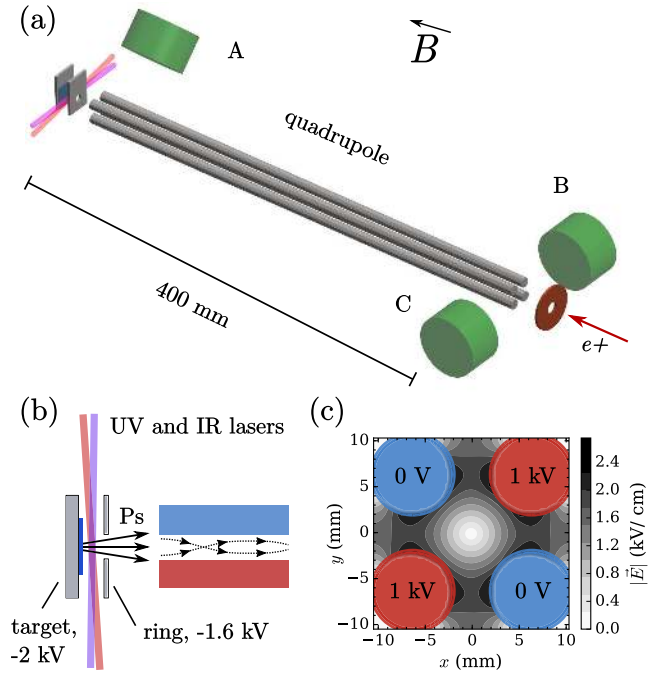 (a)
A
B
quadrupole
B
400 mm
C
e+
(b)
UV and IR lasers
Ps
target,
-2 kV
ring, -1.6 kV
(c)
10
5
0
−5
−10
y (mm)
0 V
1 kV
1 kV
0 V
−10
−5
0
5
10
x (mm)
2.4
2.0
1.6
1.2
0.8
0.4
0.0
|E⃗| (kV/ cm)